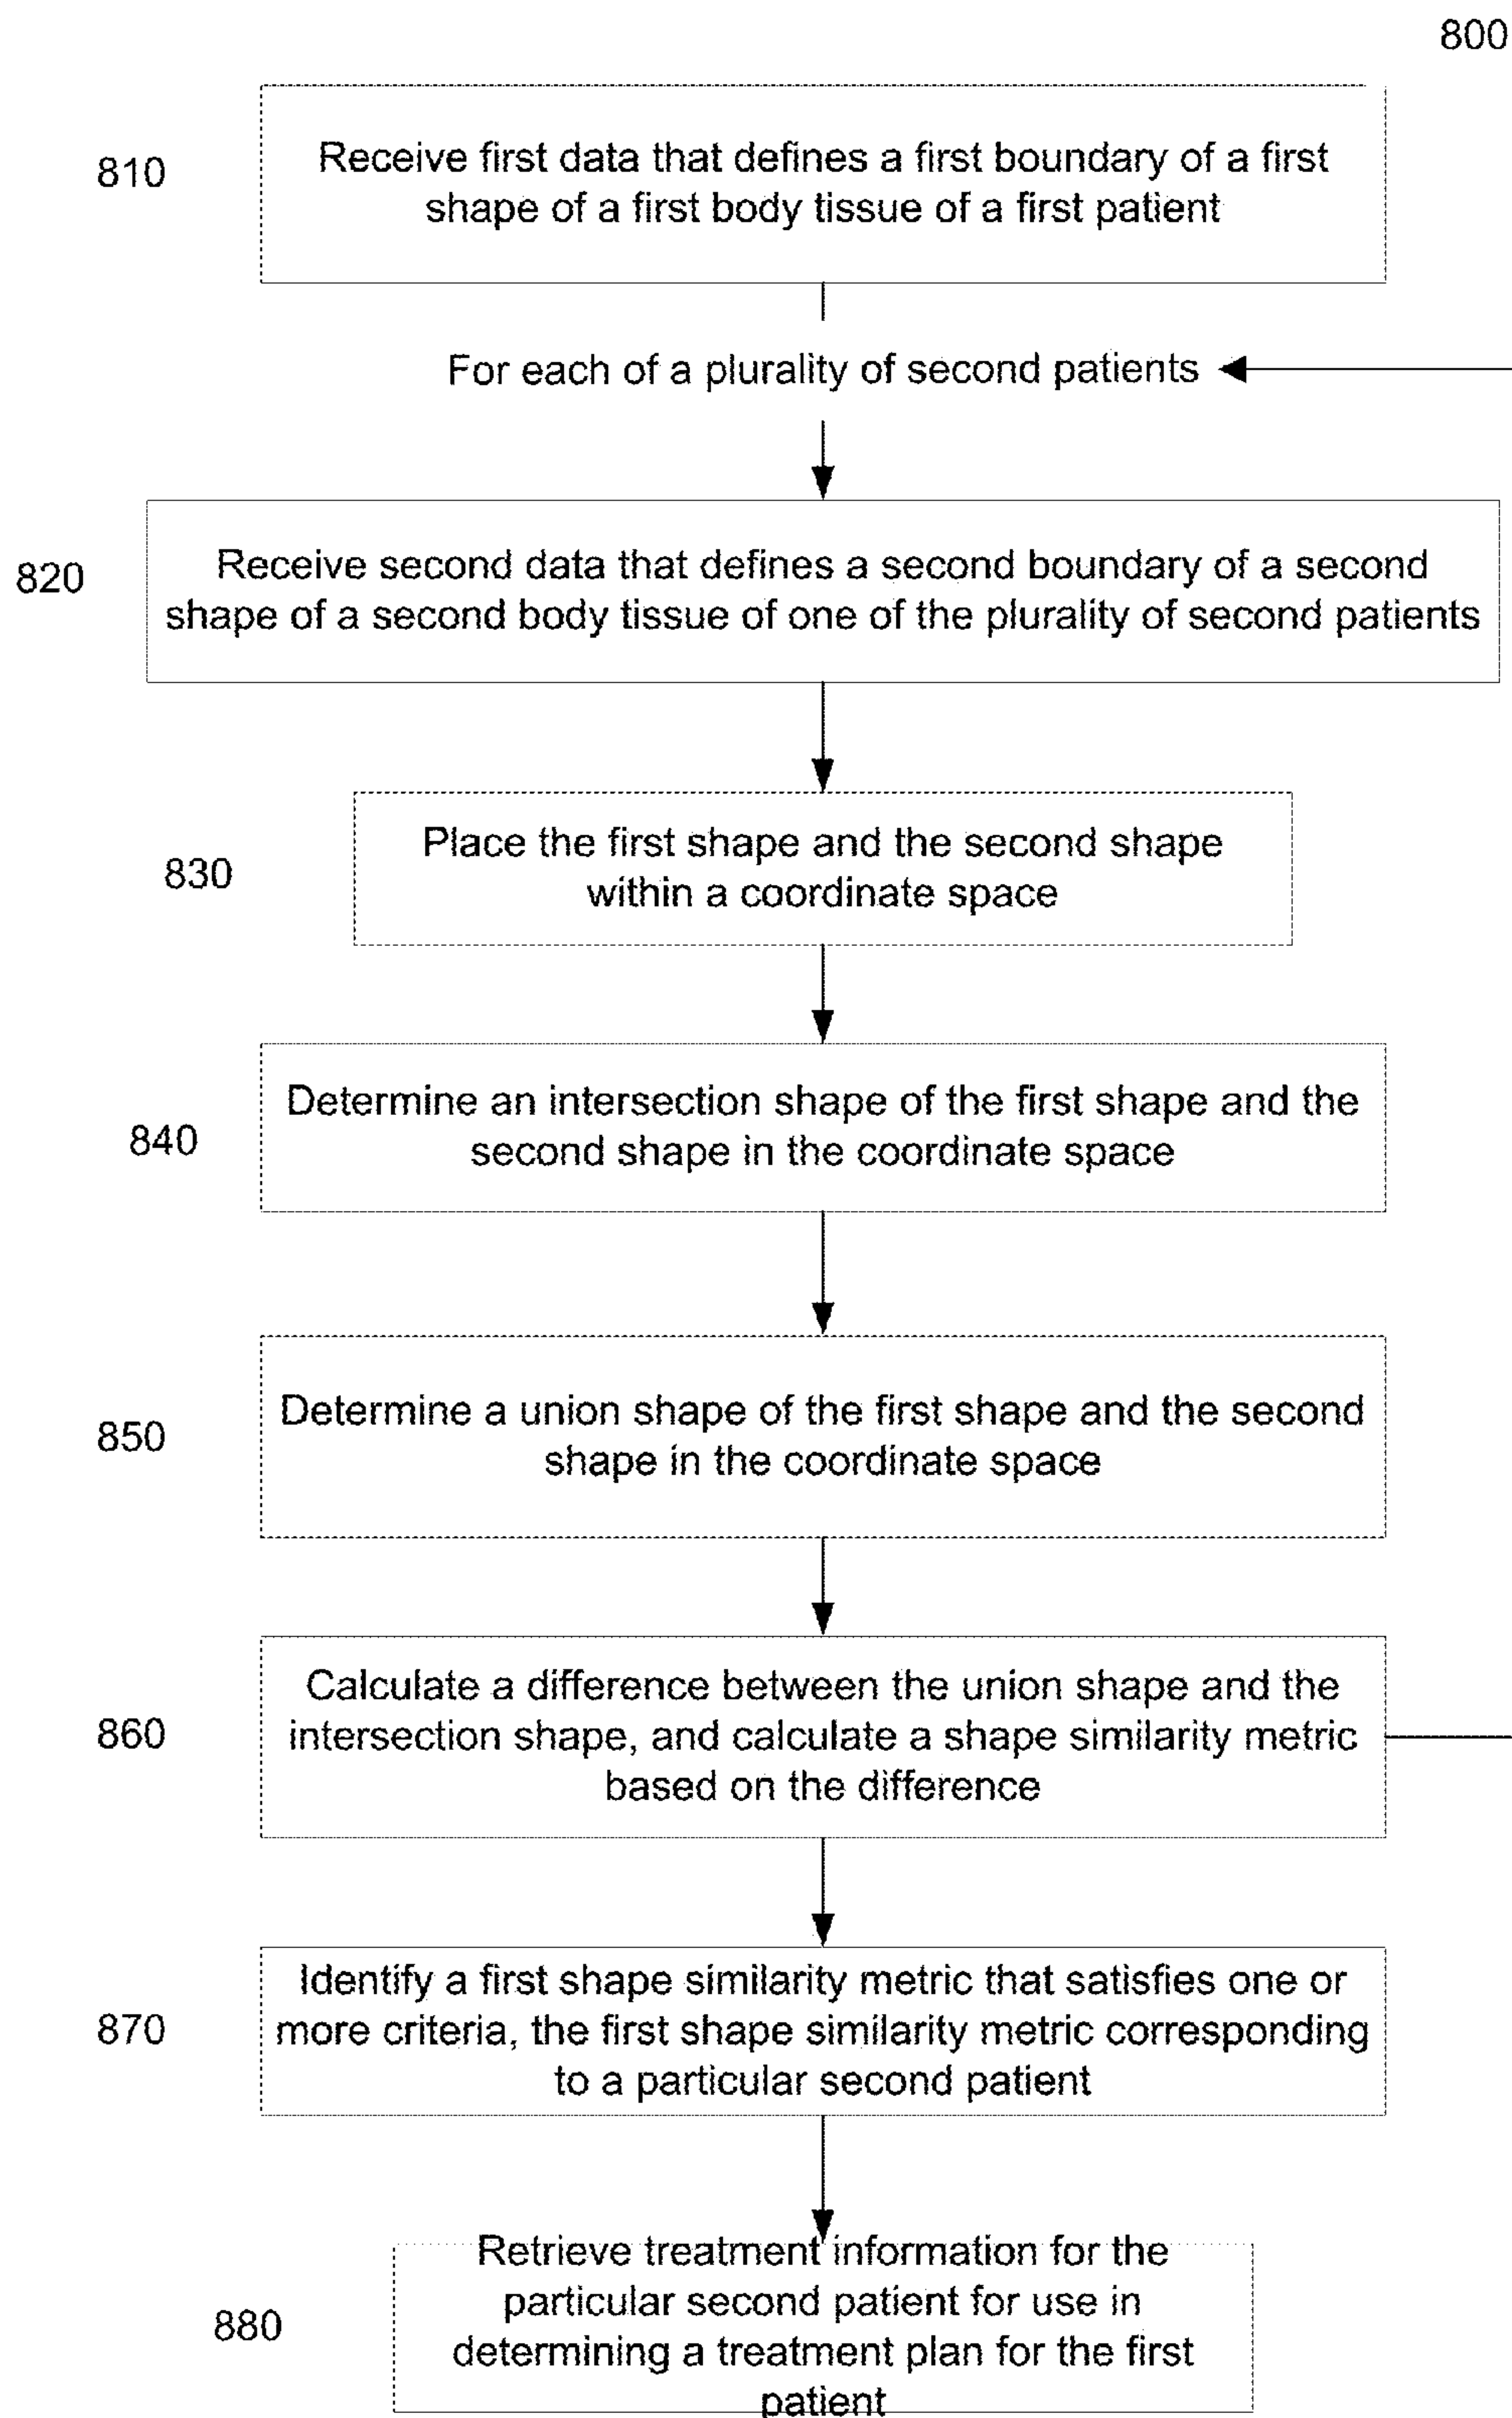 800
810
Receive first data that defines a first boundary of a first
shape of a first body tissue of a first patient
For each of a plurality of second patients
820
Receive second data that defines a second boundary of a second
shape of a second body tissue of one of the plurality of second patients
830
Place the first shape and the second shape
within a coordinate space
840
Determine an intersection shape of the first shape and the
second shape in the coordinate space
850
Determine a union shape of the first shape and the second
shape in the coordinate space
860
Calculate a difference between the union shape and the
intersection shape, and calculate a shape similarity metric
based on the difference
870
Identify a first shape similarity metric that satisfies one or
more criteria, the first shape similarity metric corresponding
to a particular second patient
880
Retrieve treatment information for the
particular second patient for use in
determining a treatment plan for the first
patient